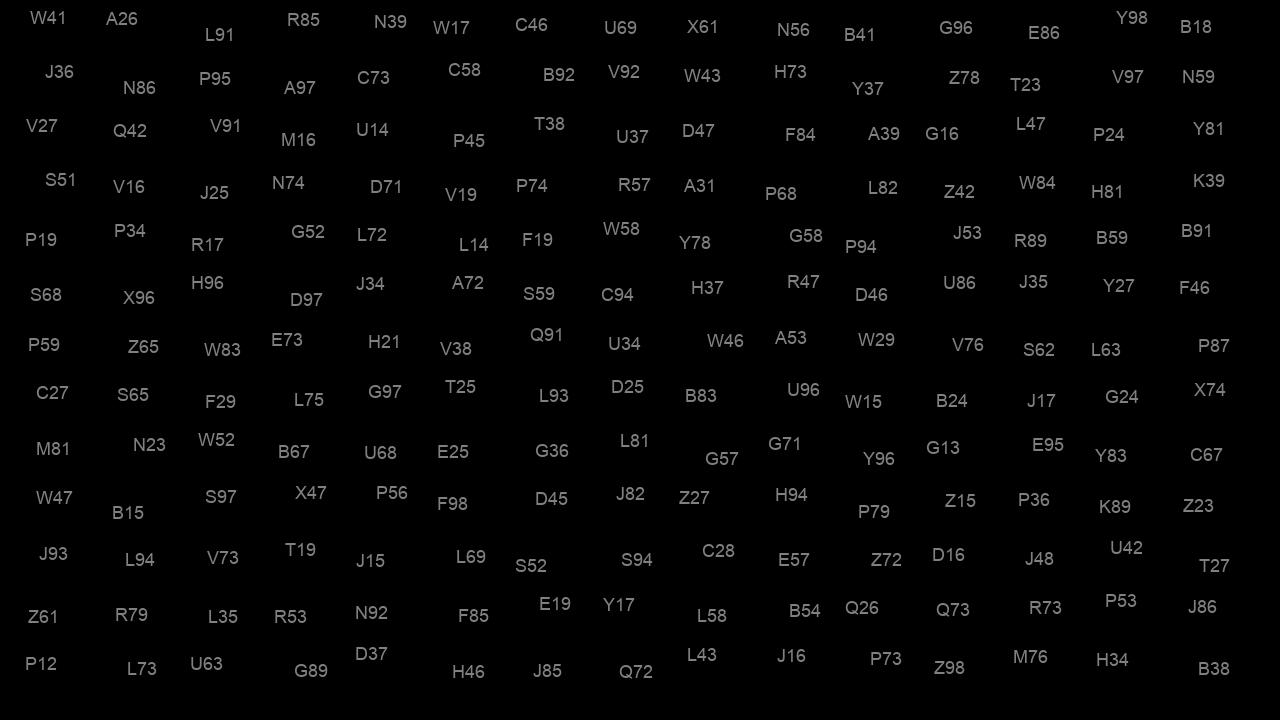 W41 A26 L91 R85 N39 W17 C46 U69 X61 N56 B41 G96 E86 Y98 B18
J36 N86 P95 A97 C73 C58 B92 V92 W43 H73 Y37 Z78 T23 V97 N59
V27 Q42 V91 M16 U14 P45 T38 U37 D47 F84 A39 G16 L47 P24 Y81
S51 V16 J25 N74 D71 V19 P74 R57 A31 P68 L82 Z42 W84 H81 K39
P19 P34 R17 G52 L72 L14 F19 W58 Y78 G58 P94 J53 R89 B59 B91
S68 X96 H96 D97 J34 A72 S59 C94 H37 R47 D46 U86 J35 Y27 F46
P59 Z65 W83 E73 H21 V38 Q91 U34 W46 A53 W29 V76 S62 L63 P87
C27 S65 F29 L75 G97 T25 L93 D25 B83 U96 W15 B24 J17 G24 X74
M81 N23 W52 B67 U68 E25 G36 L81 G57 G71 Y96 G13 E95 Y83 C67
W47 B15 S97 X47 P56 F98 D45 J82 Z27 H94 P79 Z15 P36 K89 Z23
J93 L94 V73 T19 J15 L69 S52 S94 C28 E57 Z72 D16 J48 U42 T27
Z61 R79 L35 R53 N92 F85 E19 Y17 L58 B54 Q26 Q73 R73 P53 J86
P12 L73 U63 G89 D37 H46 J85 Q72 L43 J16 P73 Z98 M76 H34 B38